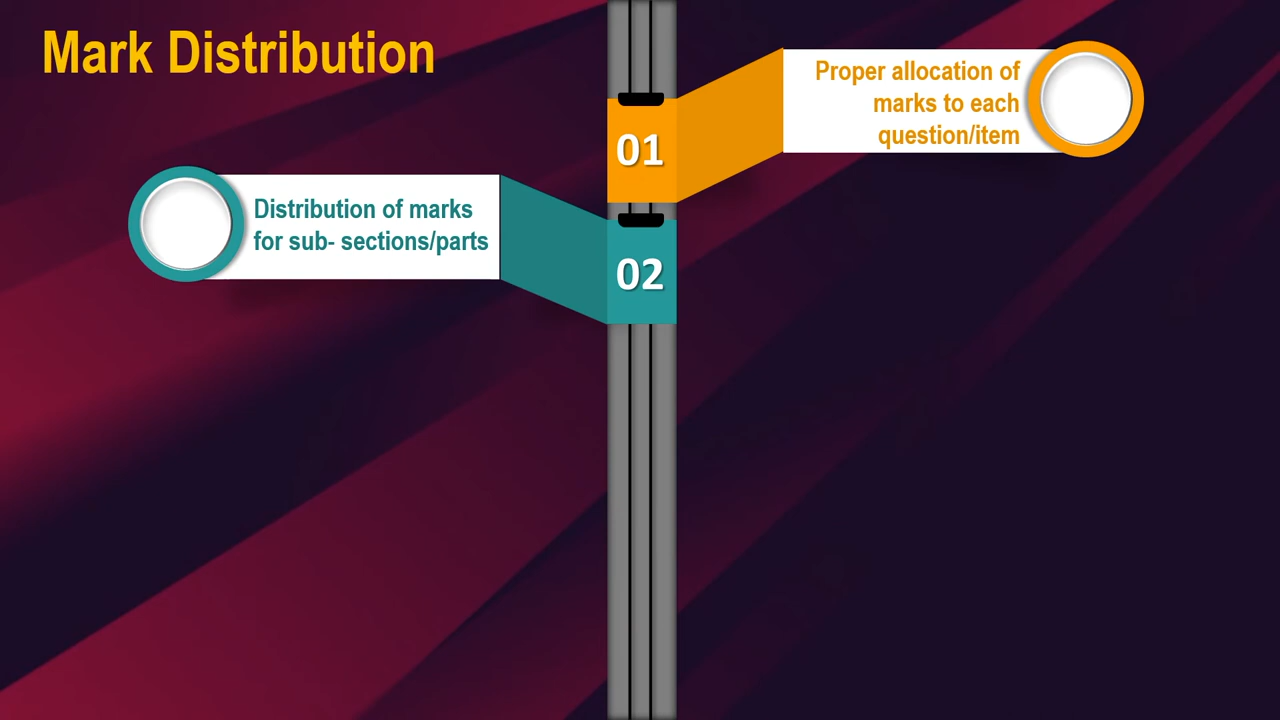 Mark Distribution
Proper allocation of
marks to each
question/item
01
Distribution of marks
for sub- sections/parts
02